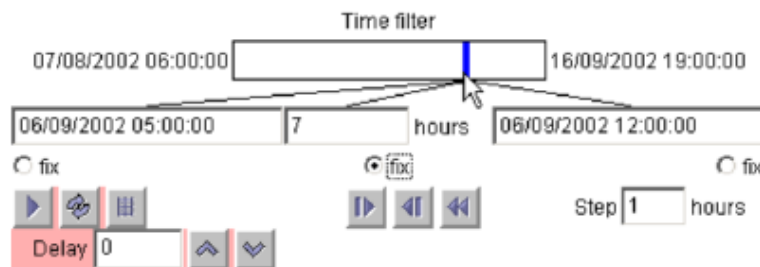 Time filter
07/08/2002 06:00:00 16/09/2002 19:00:00
06/09/2002 05:00:00 7 hours 06/09/2002 12:00:00
fix fix fix
Step 1 hours
Delay 0